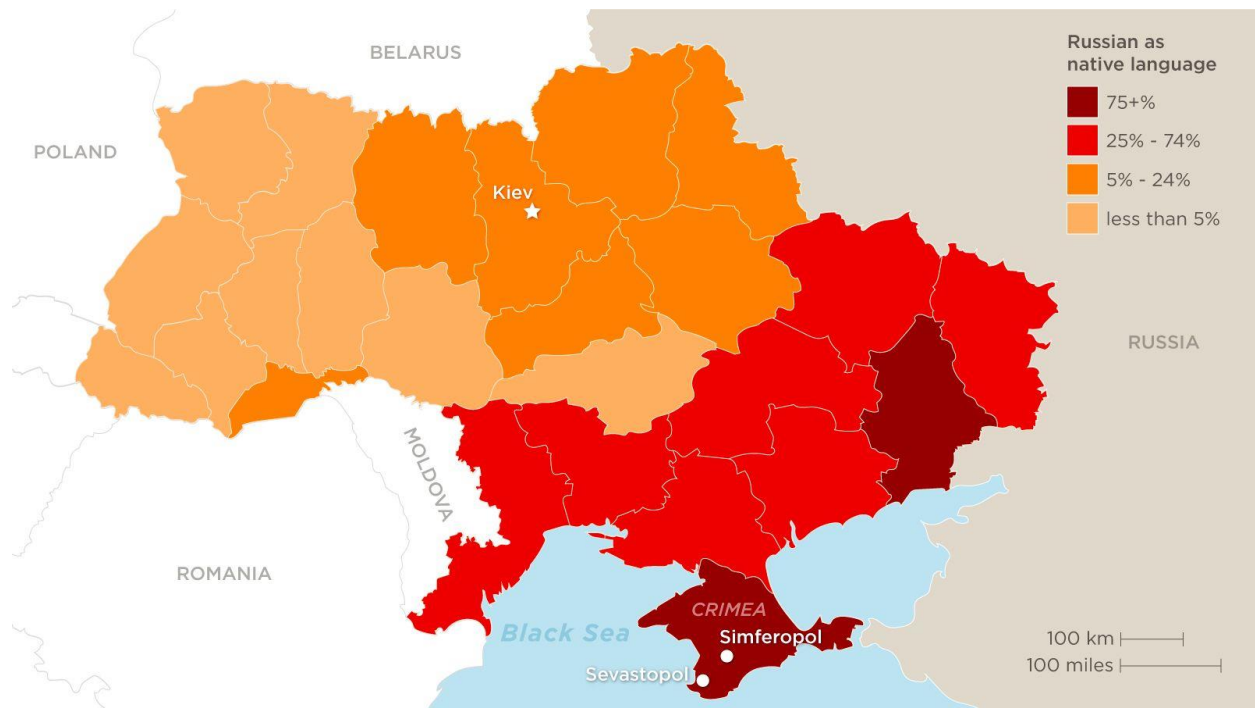 BELARUS
POLAND
Kiev
Russian as
native language
75+%
25% - 74%
5% - 24%
less than 5%
RUSSIA
MOLDOVA
ROMANIA
Black Sea
CRIMEA
Simferopol
Sevastopol
100 km
100 miles